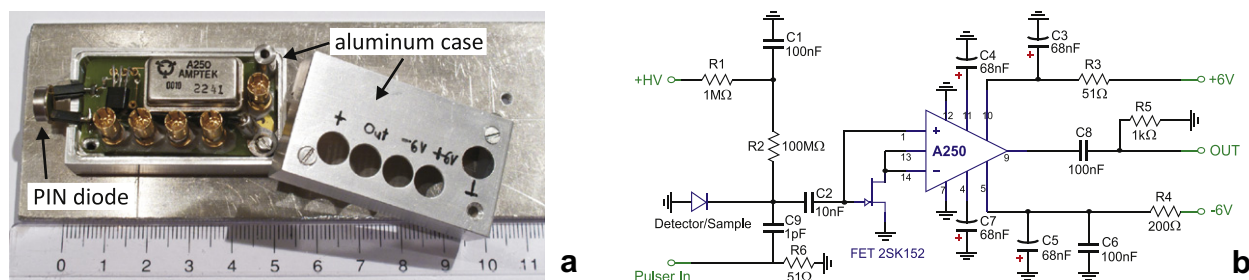 aluminum case
A250
AMPTEK
0010 2241
+ Out -6V +6V
PIN diode
0 1 2 3 4 5 6 7 8 9 10 11
a
C1
100nF
+HV
R1
1MΩ
R2 100MΩ
Detector/Sample
C2
10nF
C9
1pF
R6
51Ω
Pulser In
C4
68nF
C3
68nF
R3
51Ω
+6V
12 11 10
1 +
13 A250 9
14 −
7 4 5
FET 2SK152
C7
68nF
C8
100nF
R5
1kΩ
OUT
-6V
R4
200Ω
C5
68nF
C6
100nF
b